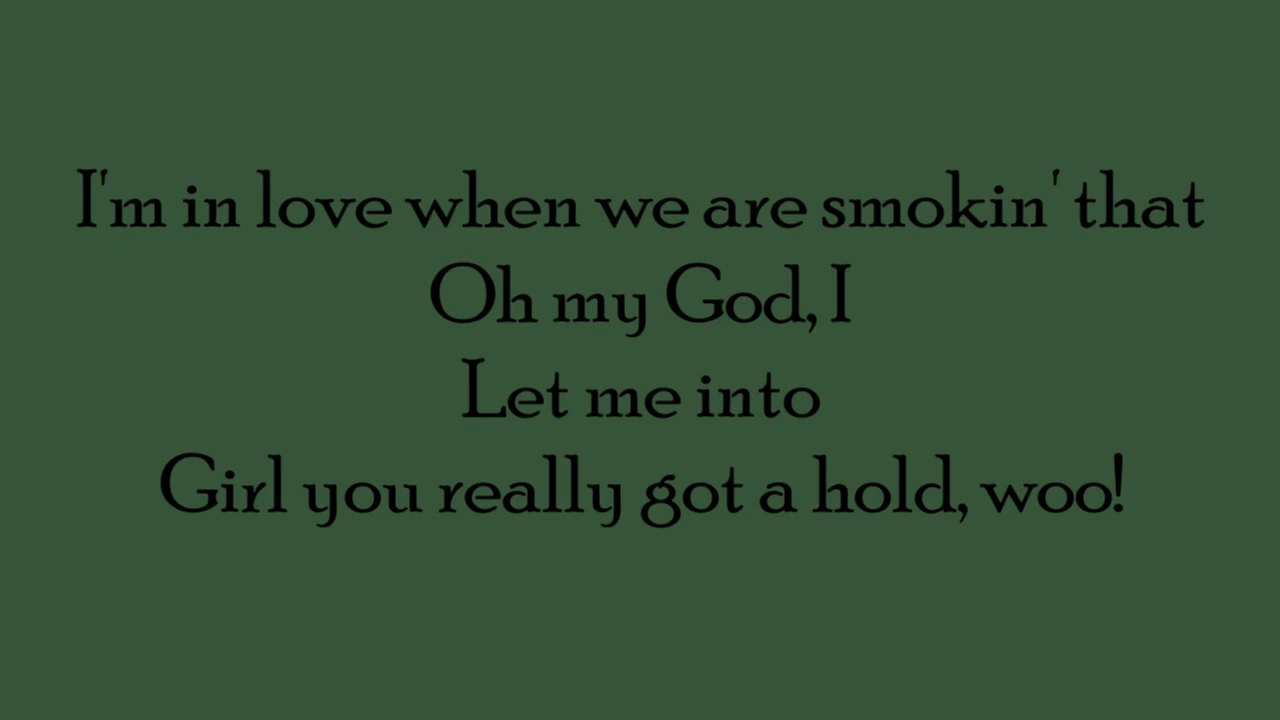 I'm in love when we are smokin' that
Oh my God, I
Let me into
Girl you really got a hold, woo!